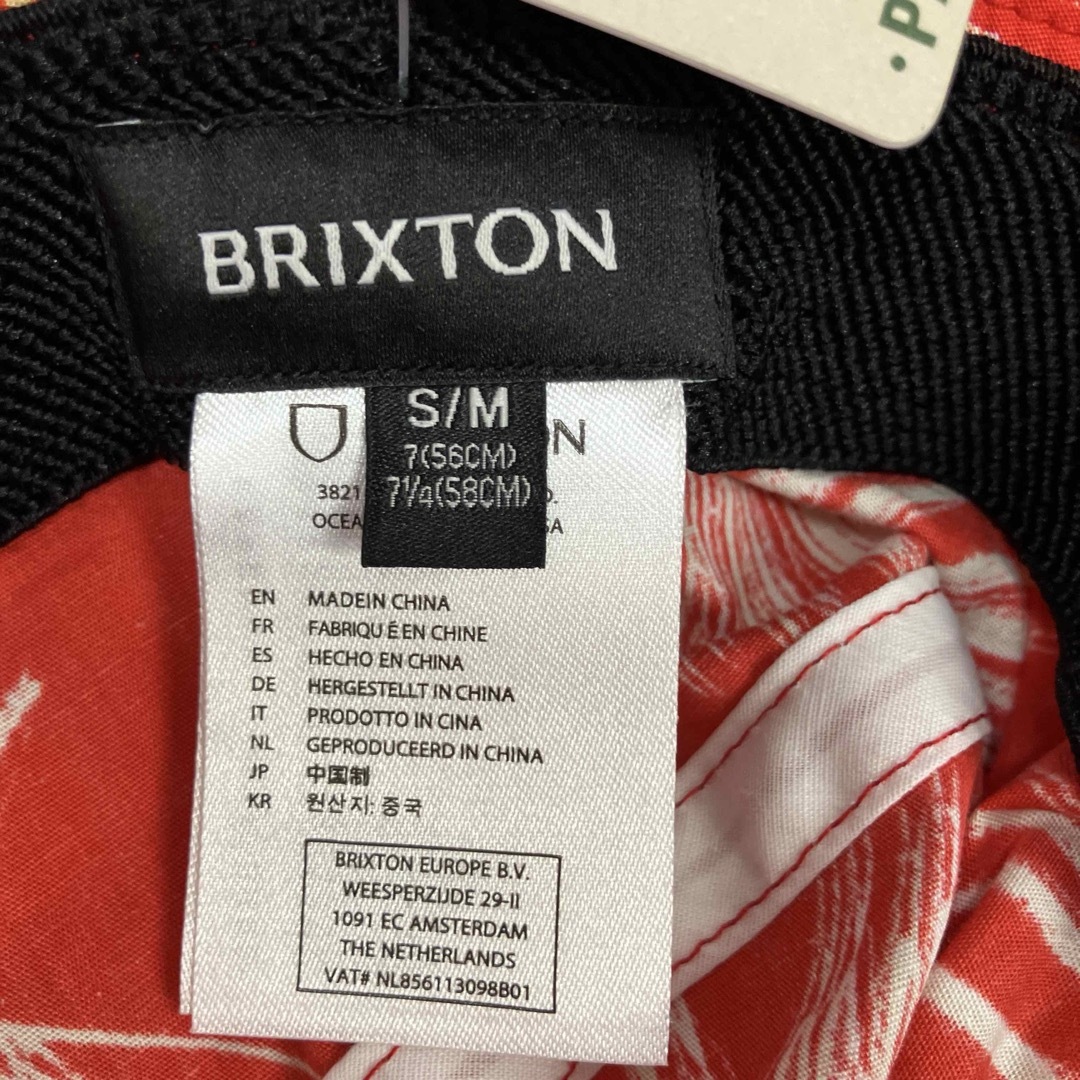 BRIXTON
S/M
7(56CM)
7¼(58CM)
3821
OCEA
EN MADEIN CHINA
FR FABRIQU É EN CHINE
ES HECHO EN CHINA
DE HERGESTELLT IN CHINA
IT PRODOTTO IN CINA
NL GEPRODUCEERD IN CHINA
JP 中国制
KR 원산지: 중국
BRIXTON EUROPE B.V.
WEESPERZIJDE 29-II
1091 EC AMSTERDAM
THE NETHERLANDS
VAT# NL856113098B01